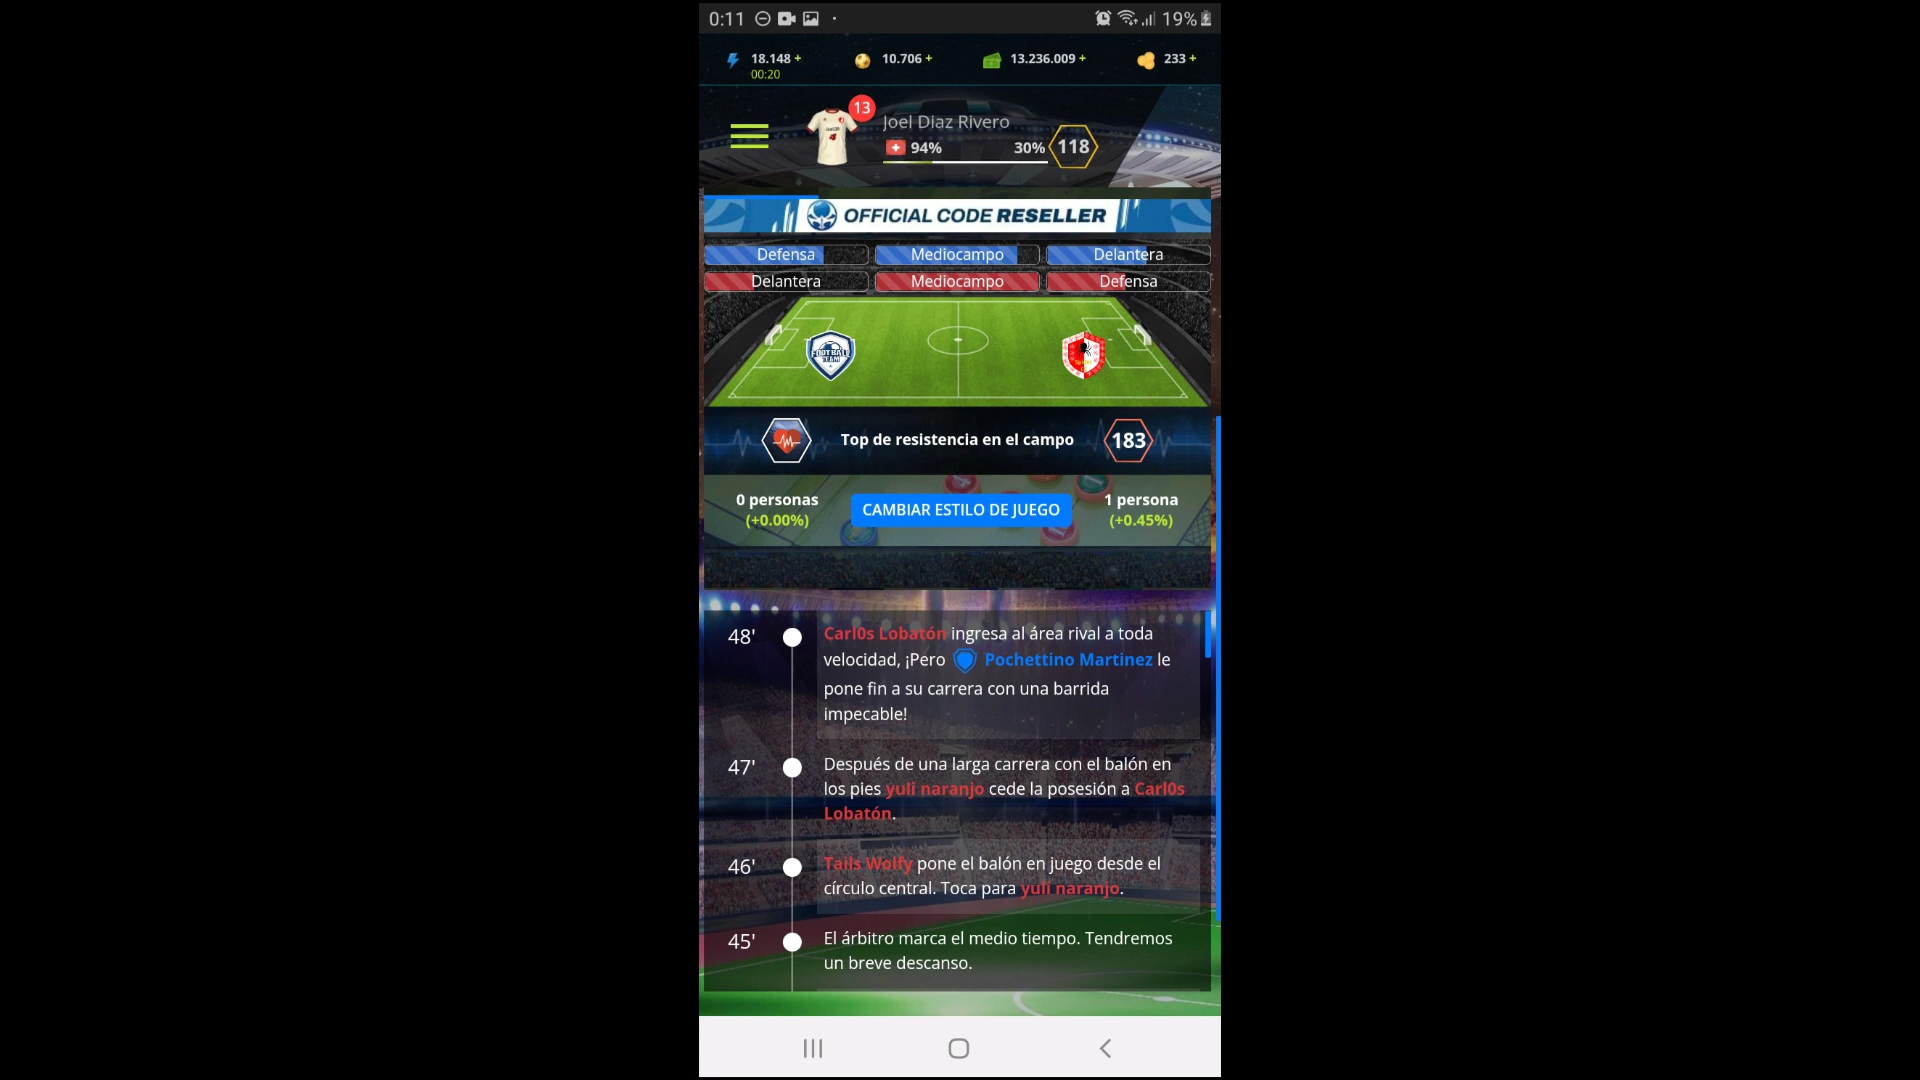 0:11 19%
18.148 + 10.706 + 13.236.009 + 233 +
00:20
13
Joel Diaz Rivero
94% 30% 118
OFFICIAL CODE RESELLER
Defensa Mediocampo Delantera
Delantera Mediocampo Defensa
FOOTBALL
TEAM
Top de resistencia en el campo 183
0 personas CAMBIAR ESTILO DE JUEGO 1 persona
(+0.00%) (+0.45%)
48' Carl0s Lobatón ingresa al área rival a toda
velocidad, ¡Pero Pochettino Martinez le
pone fin a su carrera con una barrida
impecable!
47' Después de una larga carrera con el balón en
los pies yuli naranjo cede la posesión a Carl0s
Lobatón.
46' Tails Wolfy pone el balón en juego desde el
círculo central. Toca para yuli naranjo.
45' El árbitro marca el medio tiempo. Tendremos
un breve descanso.